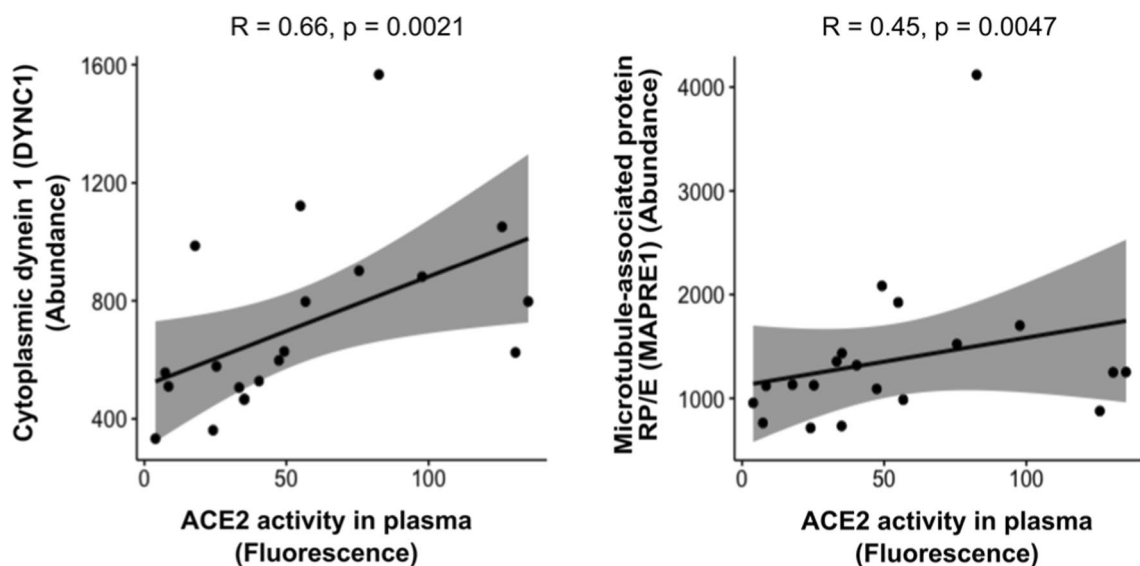 R = 0.66, p = 0.0021
Cytoplasmic dynein 1 (DYNC1)
(Abundance)
1600
1200
800
400
0
50
100
ACE2 activity in plasma
(Fluorescence)
R = 0.45, p = 0.0047
Microtubule-associated protein
RP/E (MAPRE1) (Abundance)
4000
3000
2000
1000
0
50
100
ACE2 activity in plasma
(Fluorescence)